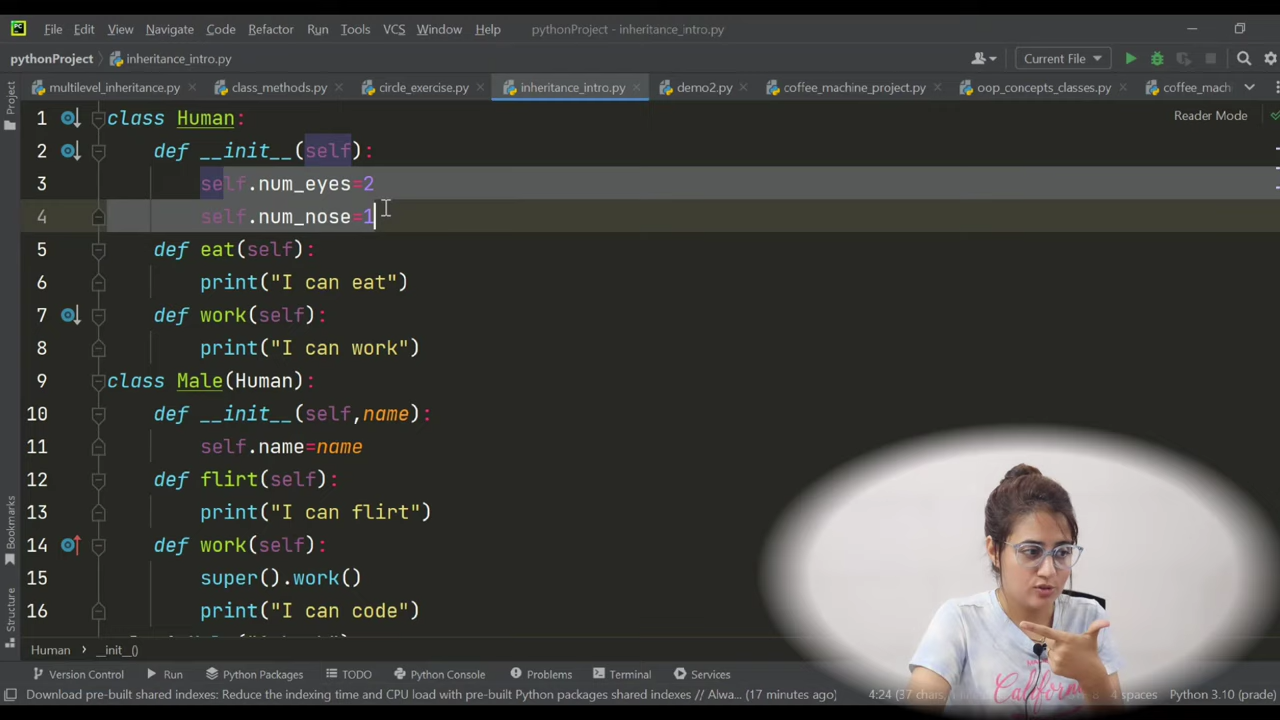 PC File Edit View Navigate Code Refactor Run Tools VCS Window Help pythonProject - inheritance_intro.py
pythonProject inheritance_intro.py Current File
multilevel_inheritance.py class_methods.py circle_exercise.py inheritance_intro.py demo2.py coffee_machine_project.py oop_concepts_classes.py coffee_mach
Project
Reader Mode
1 class Human:
2 def __init__(self):
3 self.num_eyes=2
4 self.num_nose=1
5 def eat(self):
6 print("I can eat")
7 def work(self):
8 print("I can work")
9 class Male(Human):
10 def __init__(self,name):
11 self.name=name
12 def flirt(self):
13 print("I can flirt")
14 def work(self):
15 super().work()
16 print("I can code")
Bookmarks
Structure
Human __init__()
Version Control Run Python Packages TODO Python Console Problems Terminal Services
Download pre-built shared indexes: Reduce the indexing time and CPU load with pre-built Python packages shared indexes // Alwa... (17 minutes ago) 4:24 (37 chars, 4 spaces Python 3.10 (prade)
California